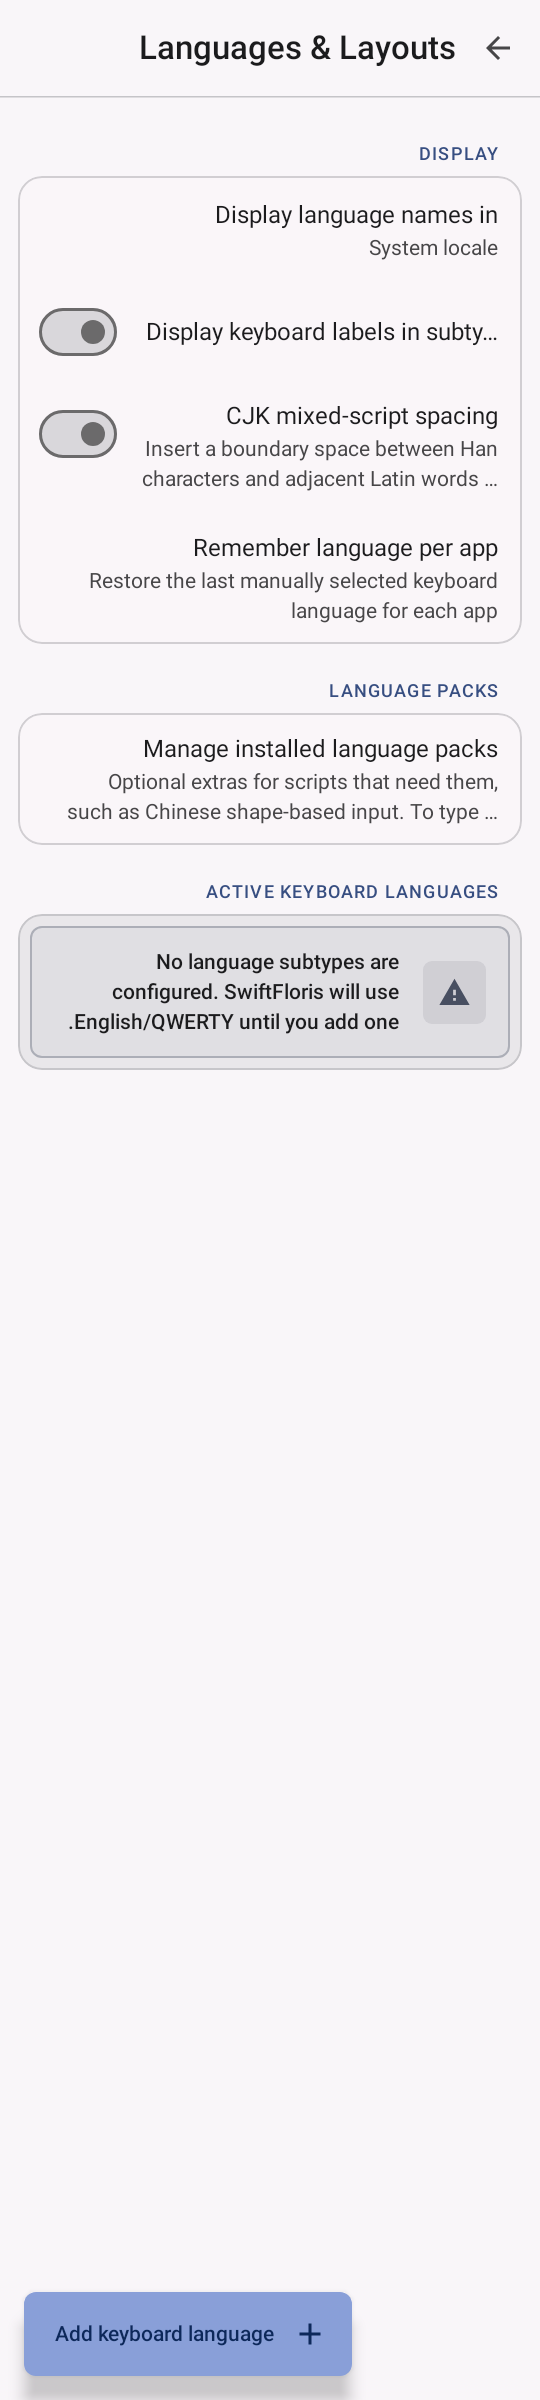 Languages & Layouts
DISPLAY
Display language names in
System locale
Display keyboard labels in subty…
CJK mixed-script spacing
Insert a boundary space between Han
characters and adjacent Latin words …
Remember language per app
Restore the last manually selected keyboard
language for each app
LANGUAGE PACKS
Manage installed language packs
Optional extras for scripts that need them,
such as Chinese shape-based input. To type …
ACTIVE KEYBOARD LANGUAGES
No language subtypes are
configured. SwiftFloris will use
.English/QWERTY until you add one
Add keyboard language